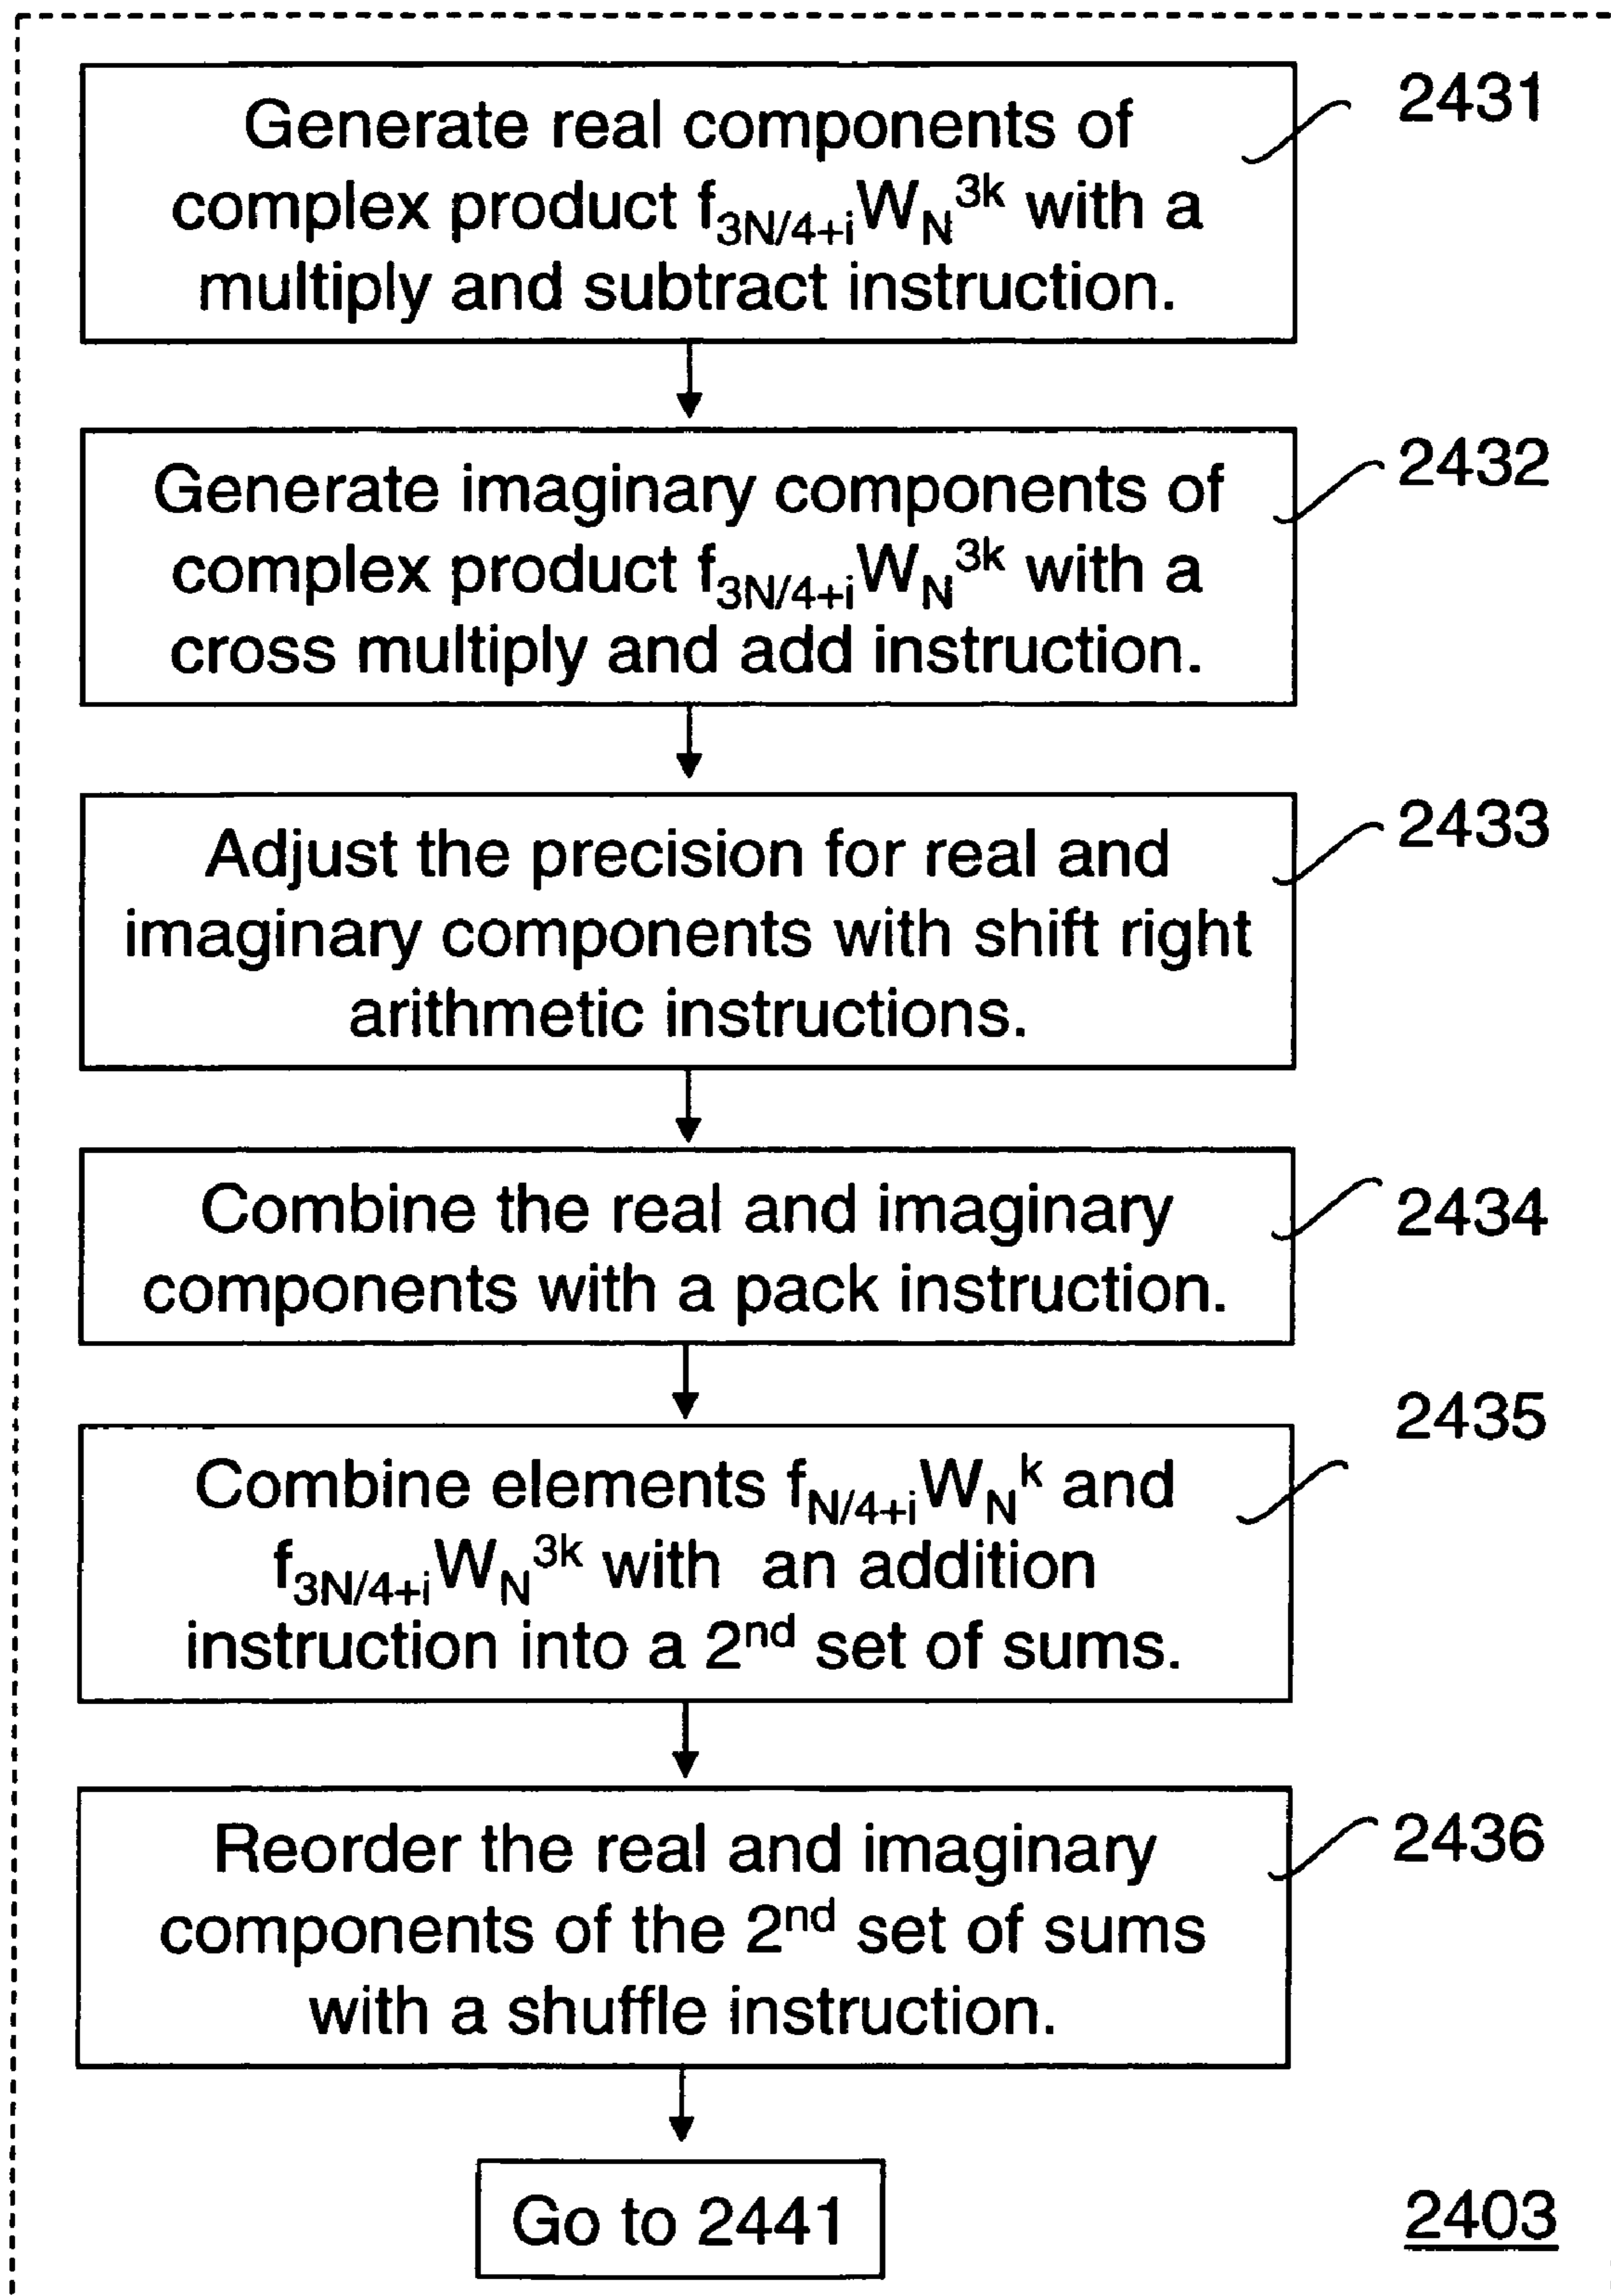 Generate real components of
complex product f3N/4+iWN3k with a
multiply and subtract instruction.
2431
Generate imaginary components of
complex product f3N/4+iWN3k with a
cross multiply and add instruction.
2432
Adjust the precision for real and
imaginary components with shift right
arithmetic instructions.
2433
Combine the real and imaginary
components with a pack instruction.
2434
Combine elements fN/4+iWNk and
f3N/4+iWN3k with an addition
instruction into a 2nd set of sums.
2435
Reorder the real and imaginary
components of the 2nd set of sums
with a shuffle instruction.
2436
Go to 2441
2403